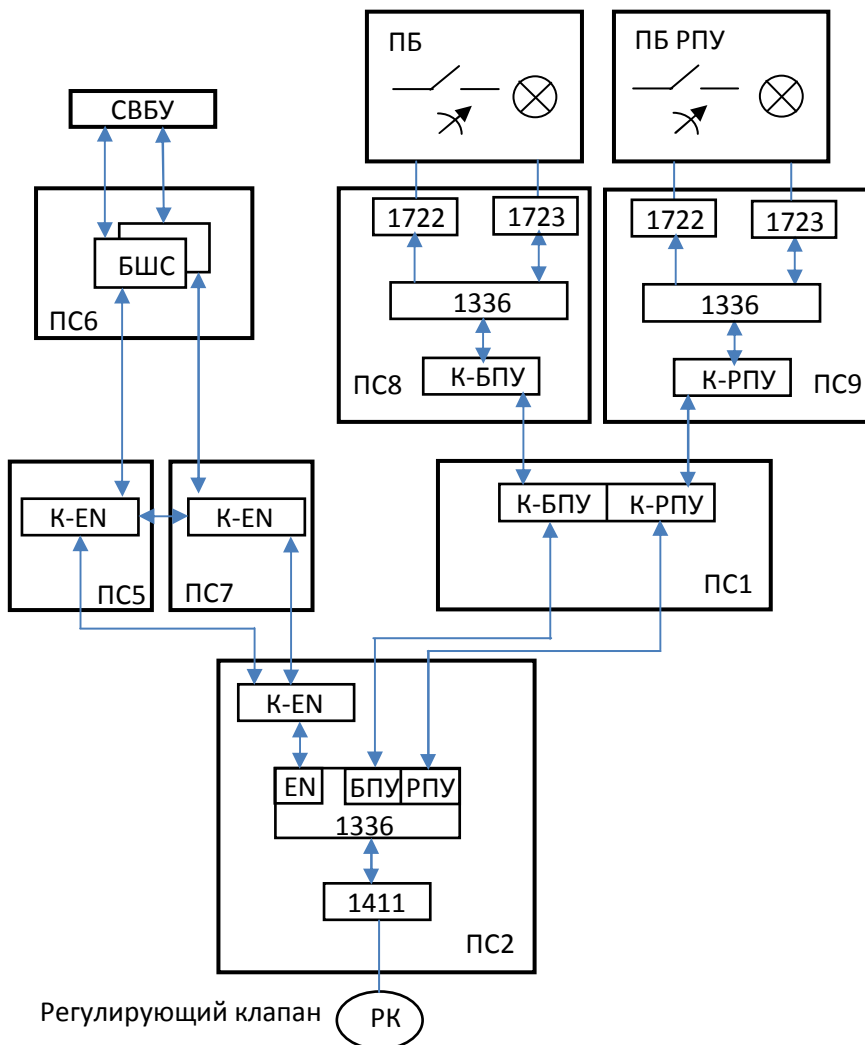 ПБ
ПБ РПУ
СВБУ
1722
1723
1722
1723
БШС
1336
1336
ПС6
К-БПУ
К-РПУ
ПС8
ПС9
К-EN
К-EN
К-БПУ
К-РПУ
ПС5
ПС7
ПС1
К-EN
EN
БПУ
РПУ
1336
1411
ПС2
Регулирующий клапан
РК